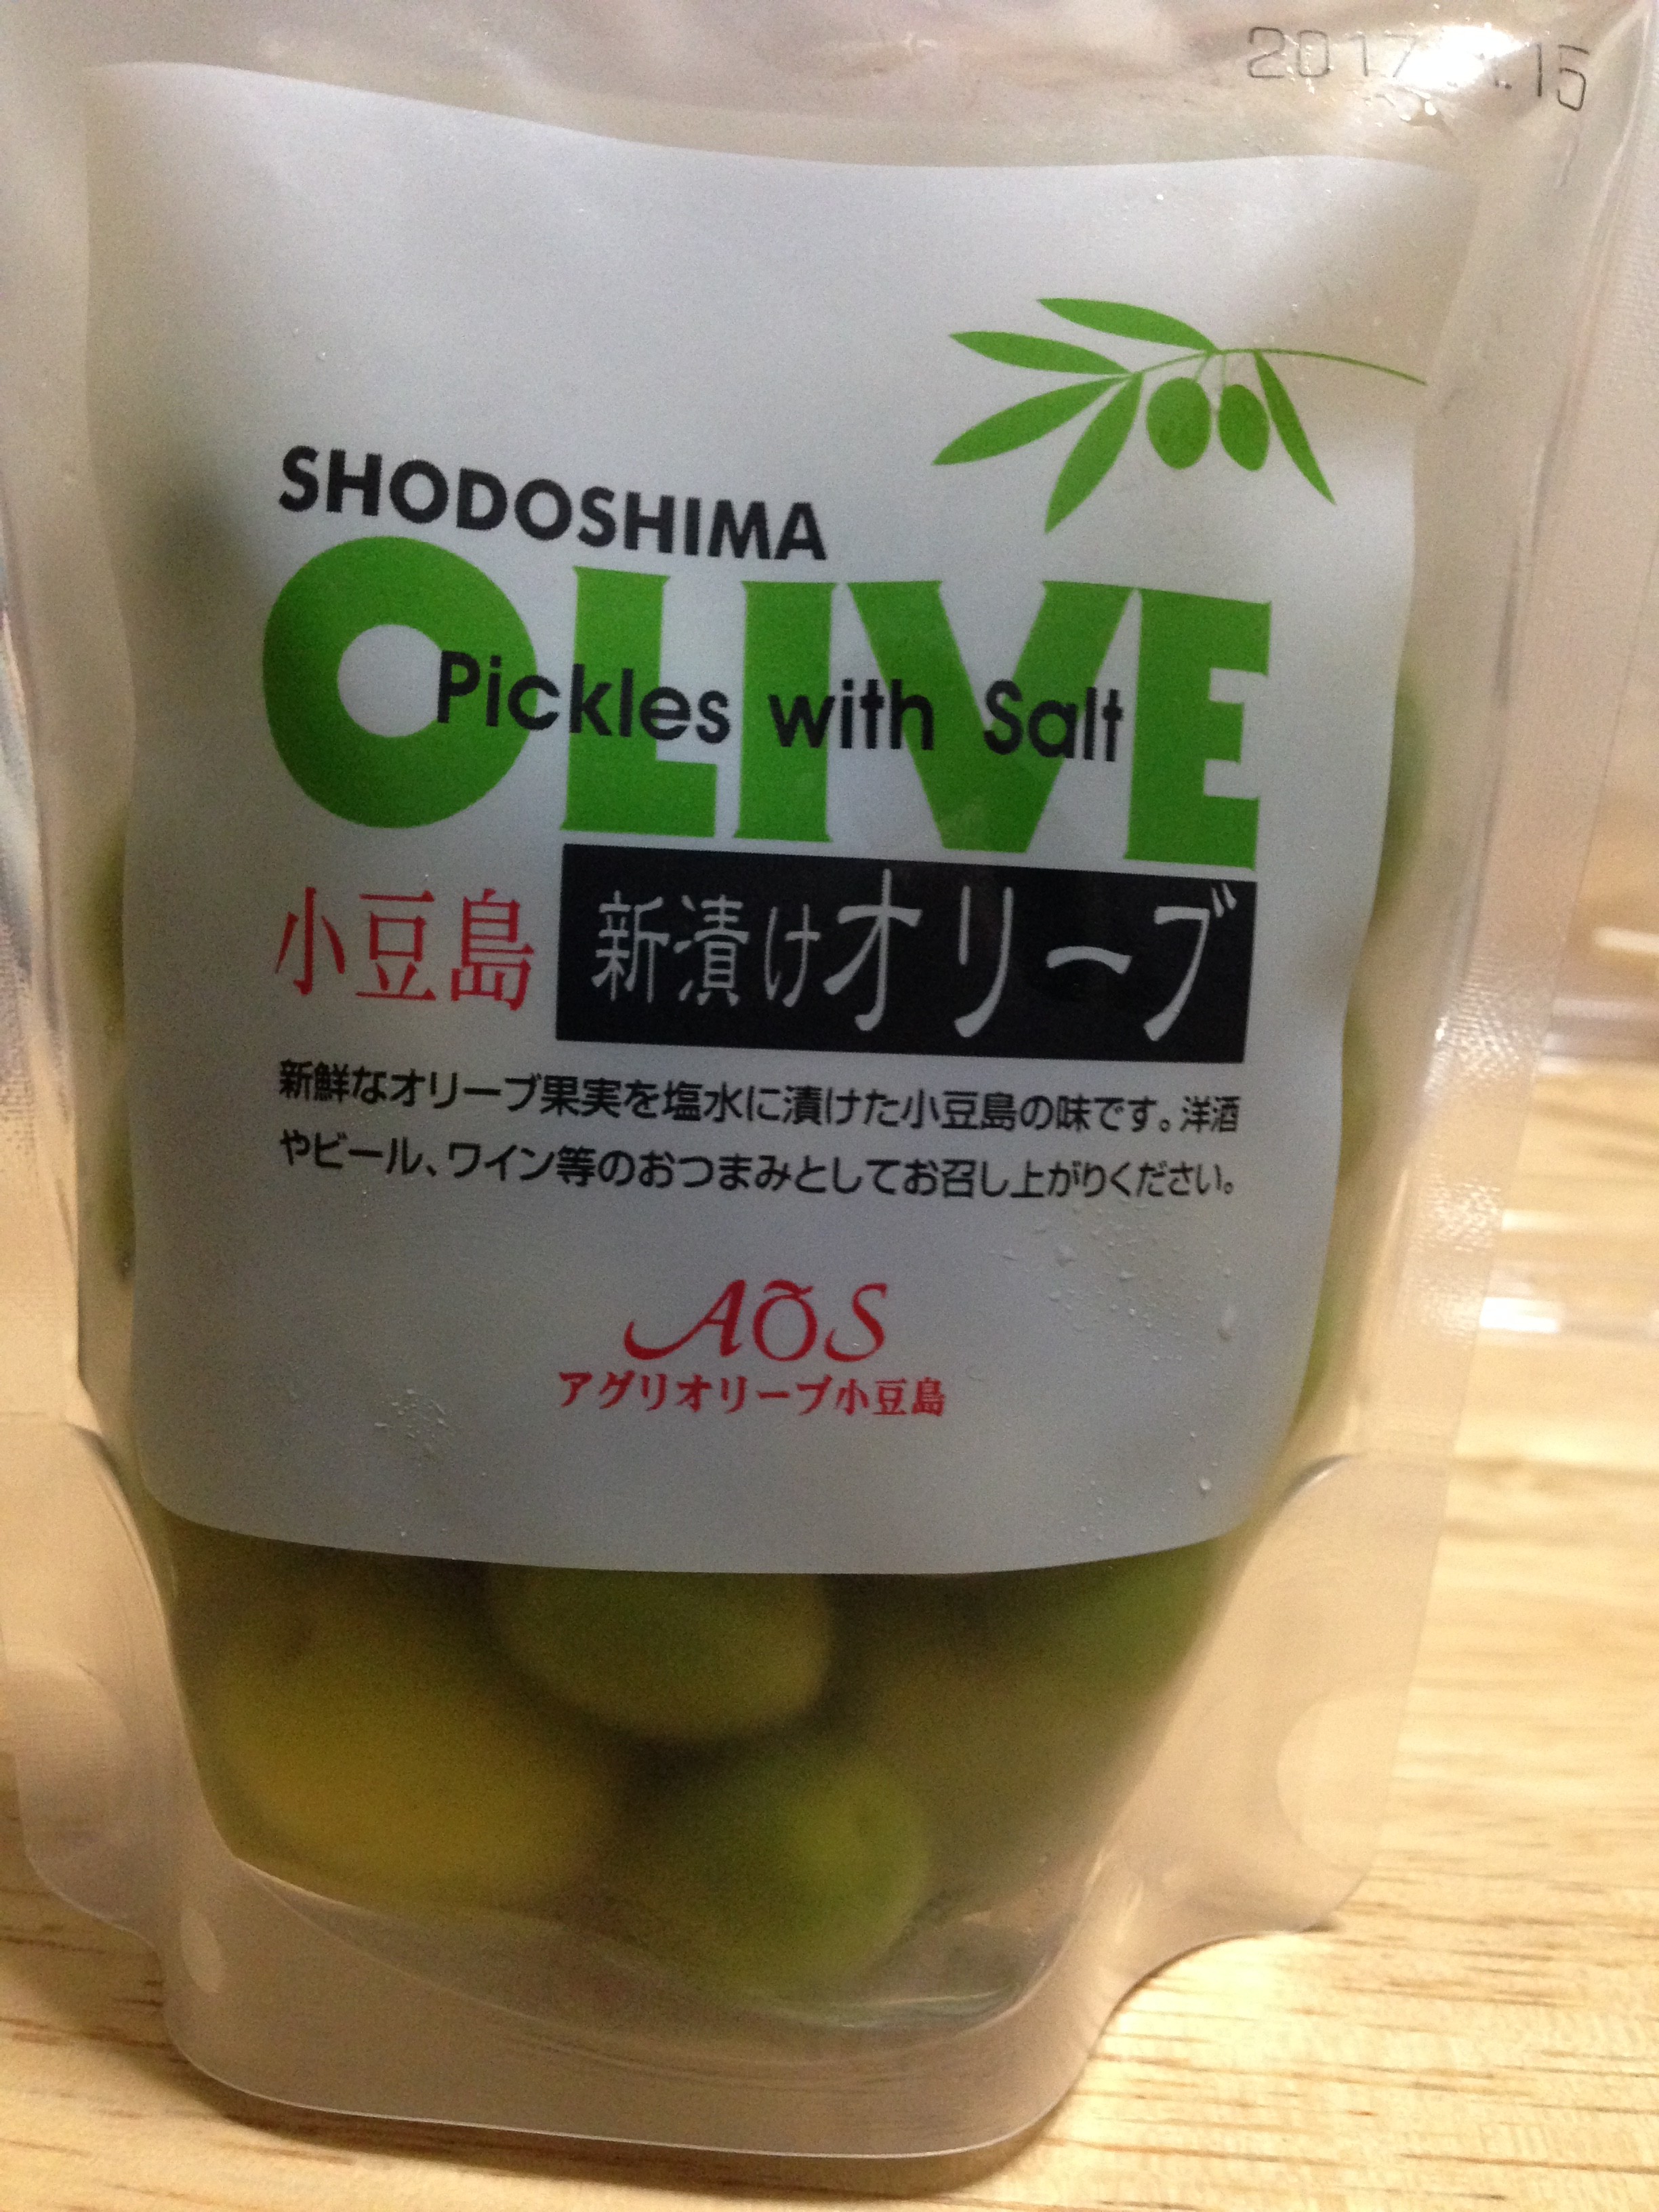 2017 .15
SHODOSHIMA
OLIVE
Pickles with Salt
小豆島 新漬けオリーブ
新鮮なオリーブ果実を塩水に漬けた小豆島の味です。洋酒
やビール、ワイン等のおつまみとしてお召し上がりください。
AOS
アグリオリーブ小豆島